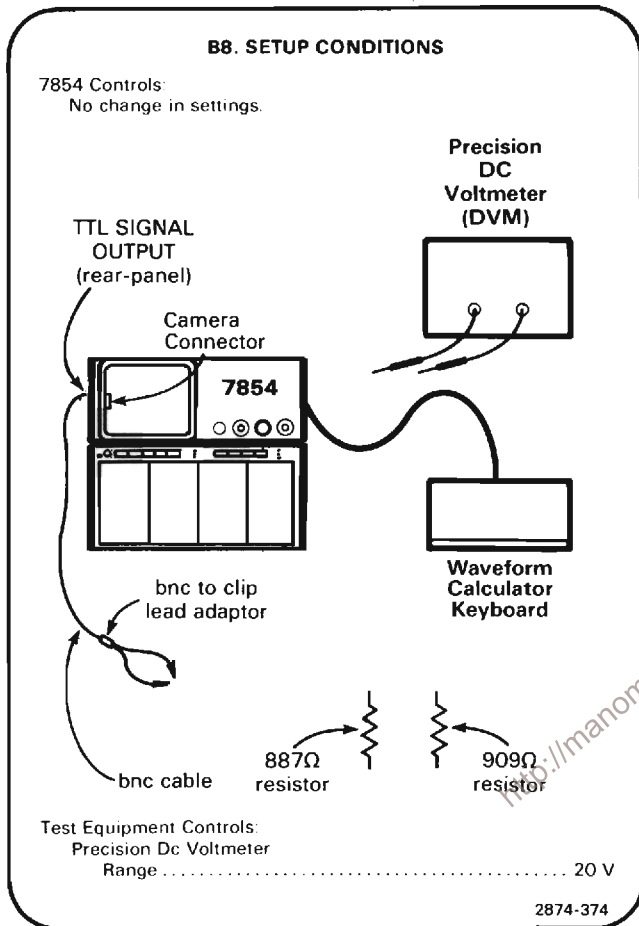 B8. SETUP CONDITIONS
7854 Controls:
No change in settings.
Precision
DC
Voltmeter
(DVM)
TTL SIGNAL
OUTPUT
(rear-panel)
Camera
Connector
7854
bnc to clip
lead adaptor
Waveform
Calculator
Keyboard
bnc cable
887Ω
resistor
909Ω
resistor
http://manom
Test Equipment Controls:
Precision Dc Voltmeter
Range ........................................ 20 V
2874-374